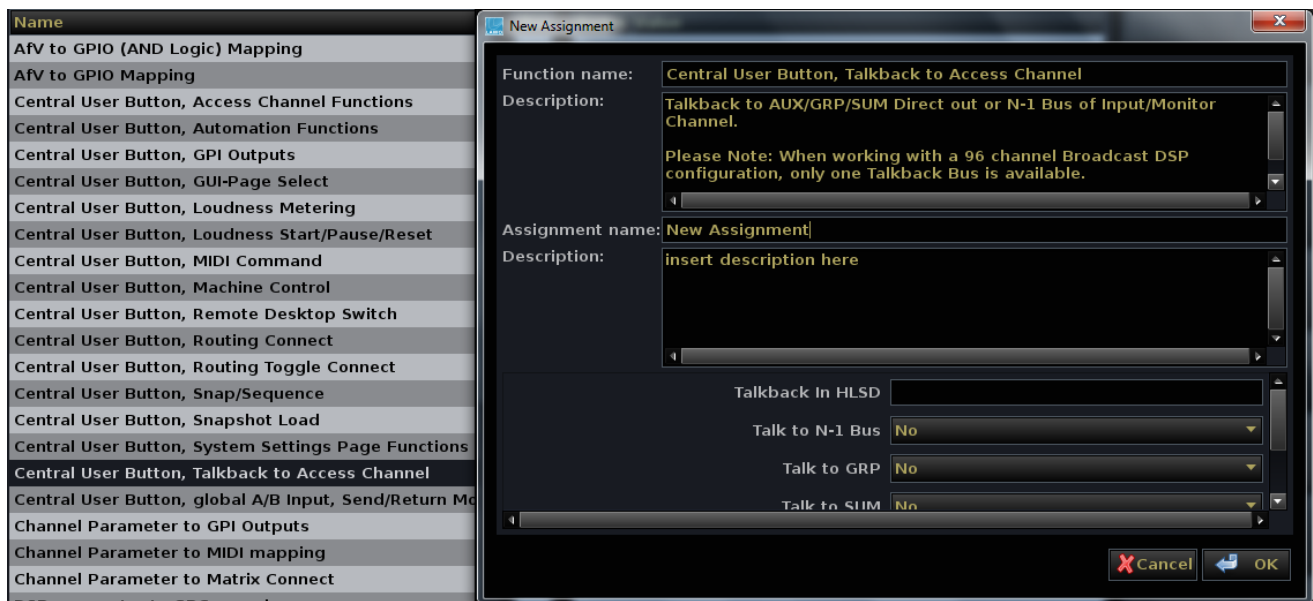 Name
AfV to GPIO (AND Logic) Mapping
AfV to GPIO Mapping
Central User Button, Access Channel Functions
Central User Button, Automation Functions
Central User Button, GPI Outputs
Central User Button, GUI-Page Select
Central User Button, Loudness Metering
Central User Button, Loudness Start/Pause/Reset
Central User Button, MIDI Command
Central User Button, Machine Control
Central User Button, Remote Desktop Switch
Central User Button, Routing Connect
Central User Button, Routing Toggle Connect
Central User Button, Snap/Sequence
Central User Button, Snapshot Load
Central User Button, System Settings Page Functions
Central User Button, Talkback to Access Channel
Central User Button, global A/B Input, Send/Return Mo
Channel Parameter to GPI Outputs
Channel Parameter to MIDI mapping
Channel Parameter to Matrix Connect
New Assignment
Function name: Central User Button, Talkback to Access Channel
Description: Talkback to AUX/GRP/SUM Direct out or N-1 Bus of Input/Monitor
Channel.
Please Note: When working with a 96 channel Broadcast DSP
configuration, only one Talkback Bus is available.
Assignment name: New Assignment
Description: insert description here
Talkback In HLSD
Talk to N-1 Bus No
Talk to GRP No
Talk to SUM No
Cancel OK